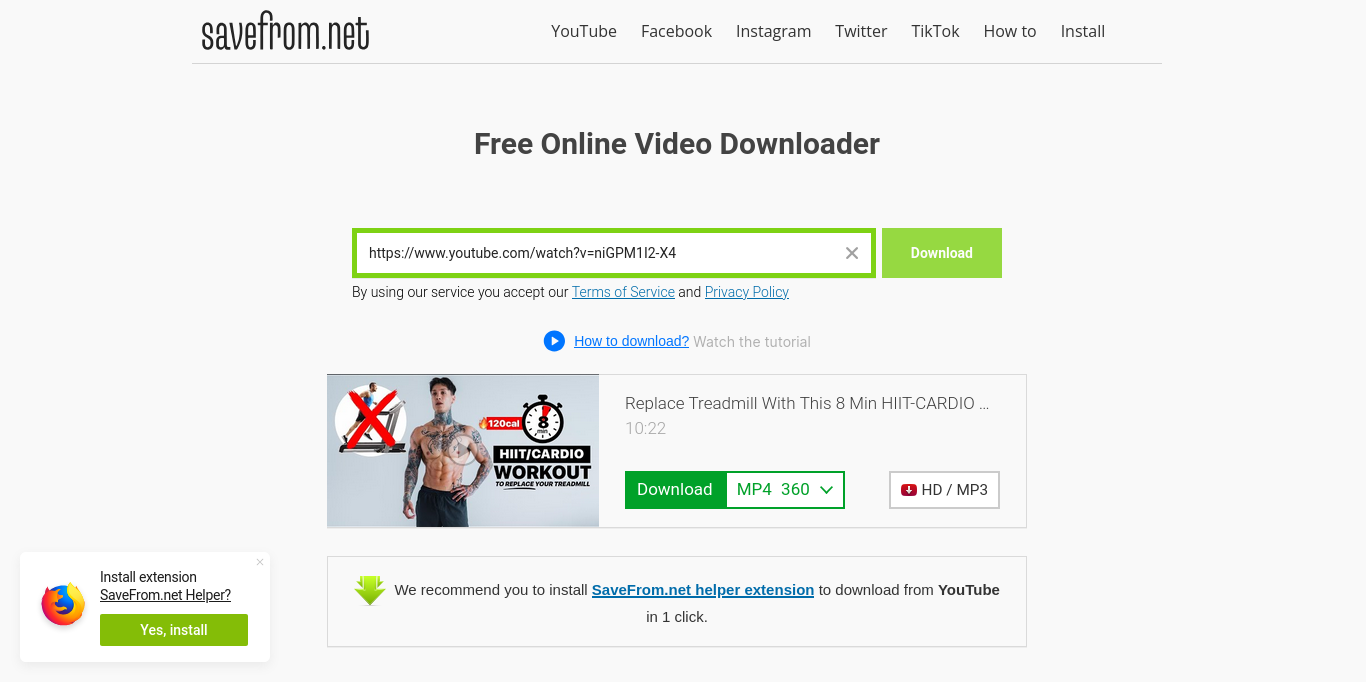 savefrom.net
YouTube Facebook Instagram Twitter TikTok How to Install
Free Online Video Downloader
https://www.youtube.com/watch?v=niGPM1I2-X4
Download
By using our service you accept our Terms of Service and Privacy Policy
How to download? Watch the tutorial
120cal
8
min
HIIT/CARDIO
WORKOUT
TO REPLACE YOUR TREADMILL
Replace Treadmill With This 8 Min HIIT-CARDIO ...
10:22
Download MP4 360
HD / MP3
We recommend you to install SaveFrom.net helper extension to download from YouTube
in 1 click.
Install extension
SaveFrom.net Helper?
Yes, install